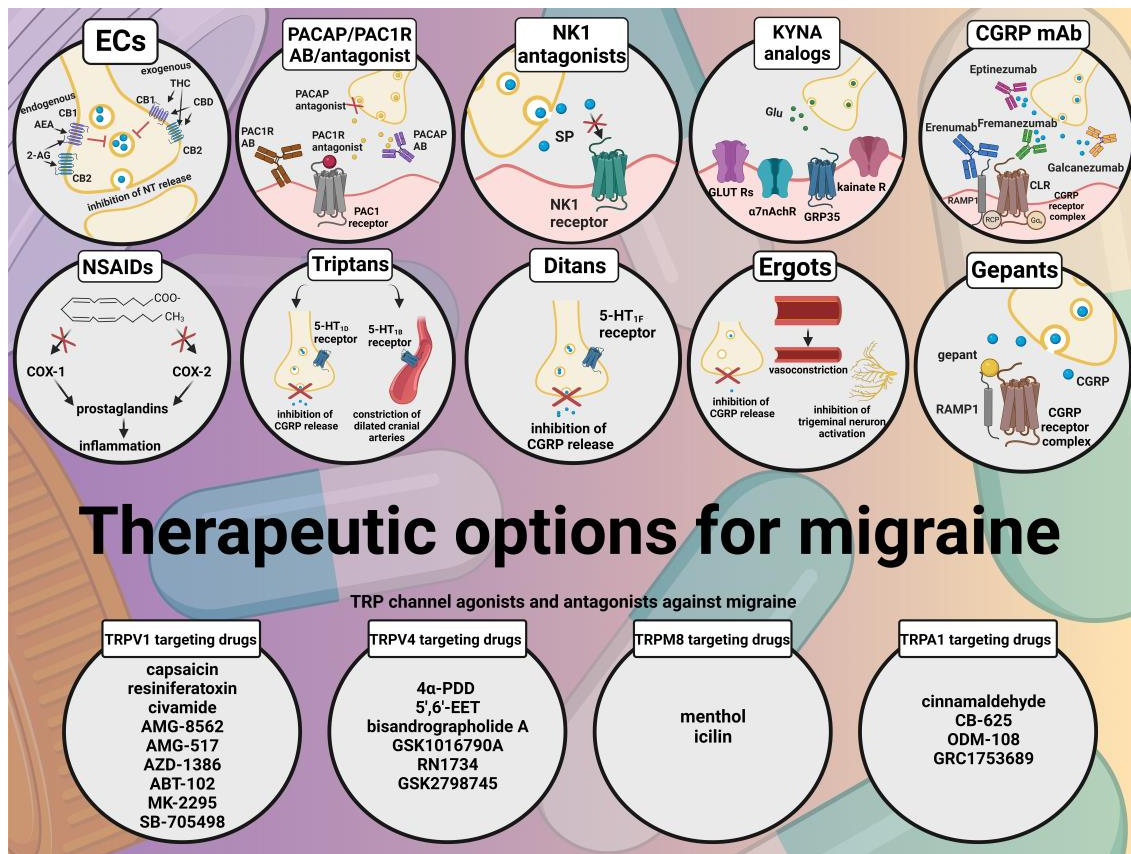 ECs
exogenous
THC
endogenous
CB1
CBD
CB1
AEA
2-AG
CB2
CB2
inhibition of NT release
PACAP/PAC1R
AB/antagonist
PACAP
antagonist
PAC1R
AB
PAC1R
antagonist
PACAP
AB
PAC1
receptor
NK1
antagonists
SP
NK1
receptor
KYNA
analogs
Glu
GLUT Rs
α7nAchR
GRP35
kainate R
CGRP mAb
Eptinezumab
Erenumab
Fremanezumab
Galcanezumab
CLR
RAMP1
RCP
Gαs
CGRP
receptor
complex
NSAIDs
COO-
CH₃
COX-1
COX-2
prostaglandins
inflammation
Triptans
5-HT₁D
receptor
5-HT₁B
receptor
inhibition of
CGRP release
constriction of
dilated cranial
arteries
Ditans
5-HT₁F
receptor
inhibition of
CGRP release
Ergots
vasoconstriction
inhibition of
CGRP release
inhibition of
trigeminal neruron
activation
Gepants
gepant
CGRP
RAMP1
CGRP
receptor
complex
Therapeutic options for migraine
TRP channel agonists and antagonists against migraine
TRPV1 targeting drugs
capsaicin
resiniferatoxin
civamide
AMG-8562
AMG-517
AZD-1386
ABT-102
MK-2295
SB-705498
TRPV4 targeting drugs
4α-PDD
5',6'-EET
bisandrographolide A
GSK1016790A
RN1734
GSK2798745
TRPM8 targeting drugs
menthol
icilin
TRPA1 targeting drugs
cinnamaldehyde
CB-625
ODM-108
GRC1753689